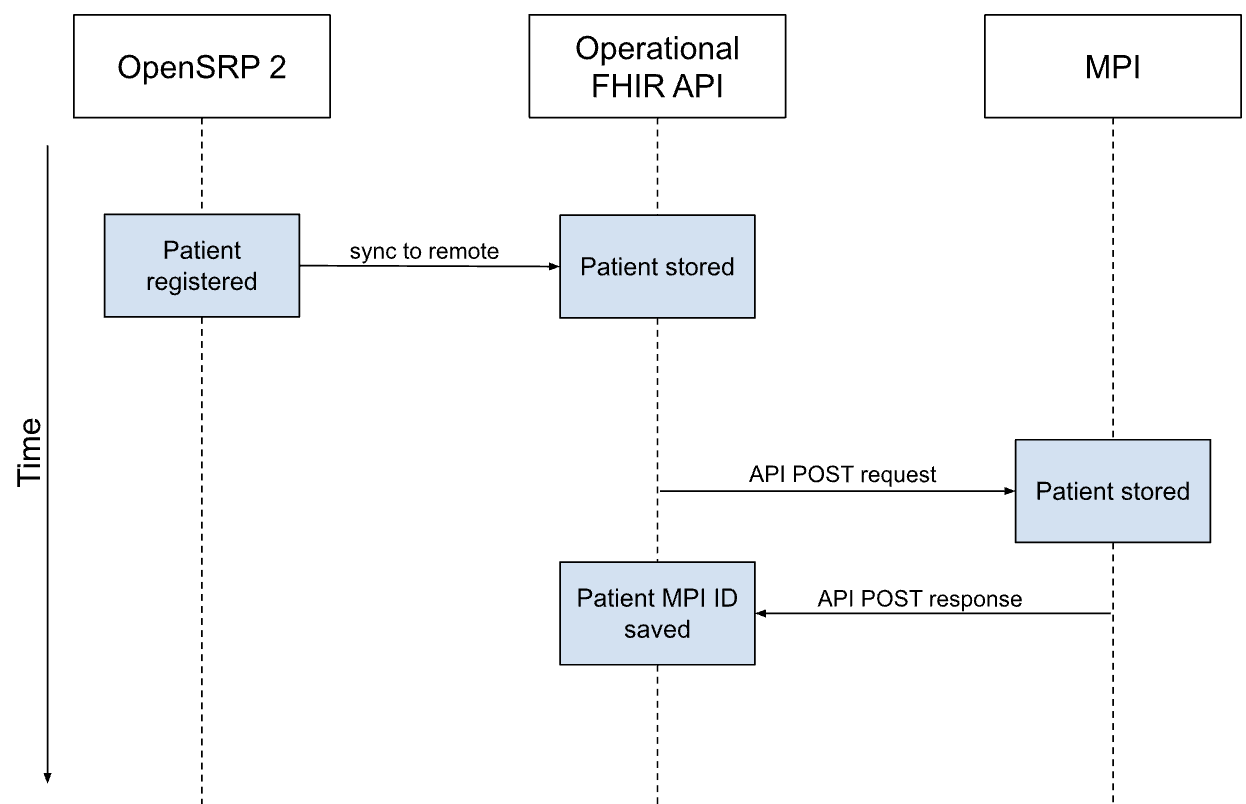 OpenSRP 2
Operational
FHIR API
MPI
Patient
registered
sync to remote
Patient stored
Time
API POST request
Patient stored
Patient MPI ID
saved
API POST response